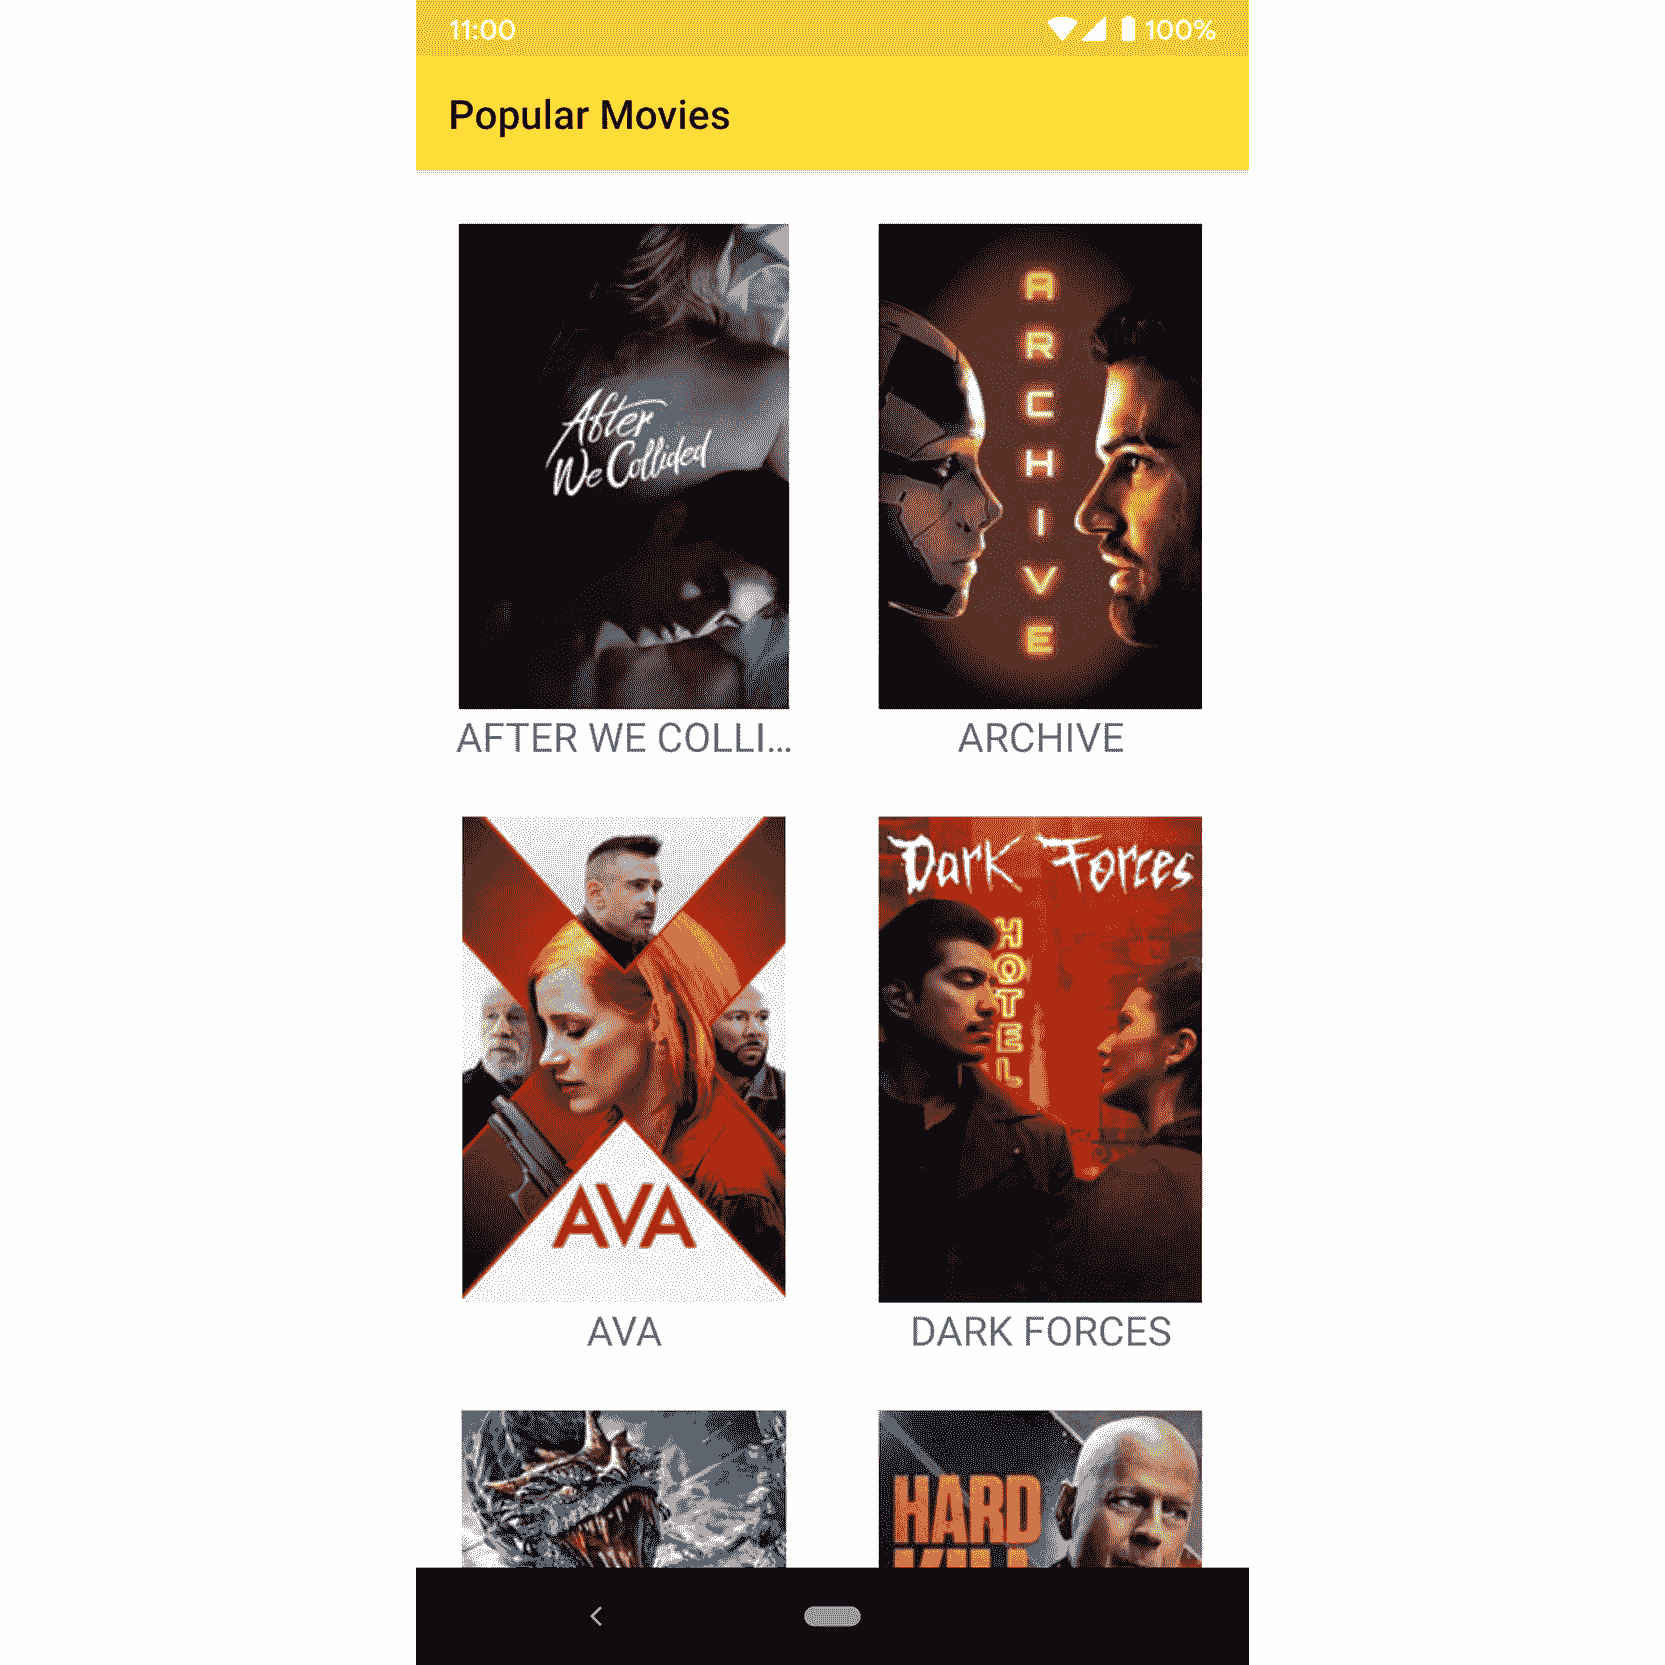 11:00 100%
Popular Movies
After
We Collided
ARCHIVE
AFTER WE COLLI...
ARCHIVE
AVA
Dark Forces
HOTEL
AVA
DARK FORCES
HARD
KILL